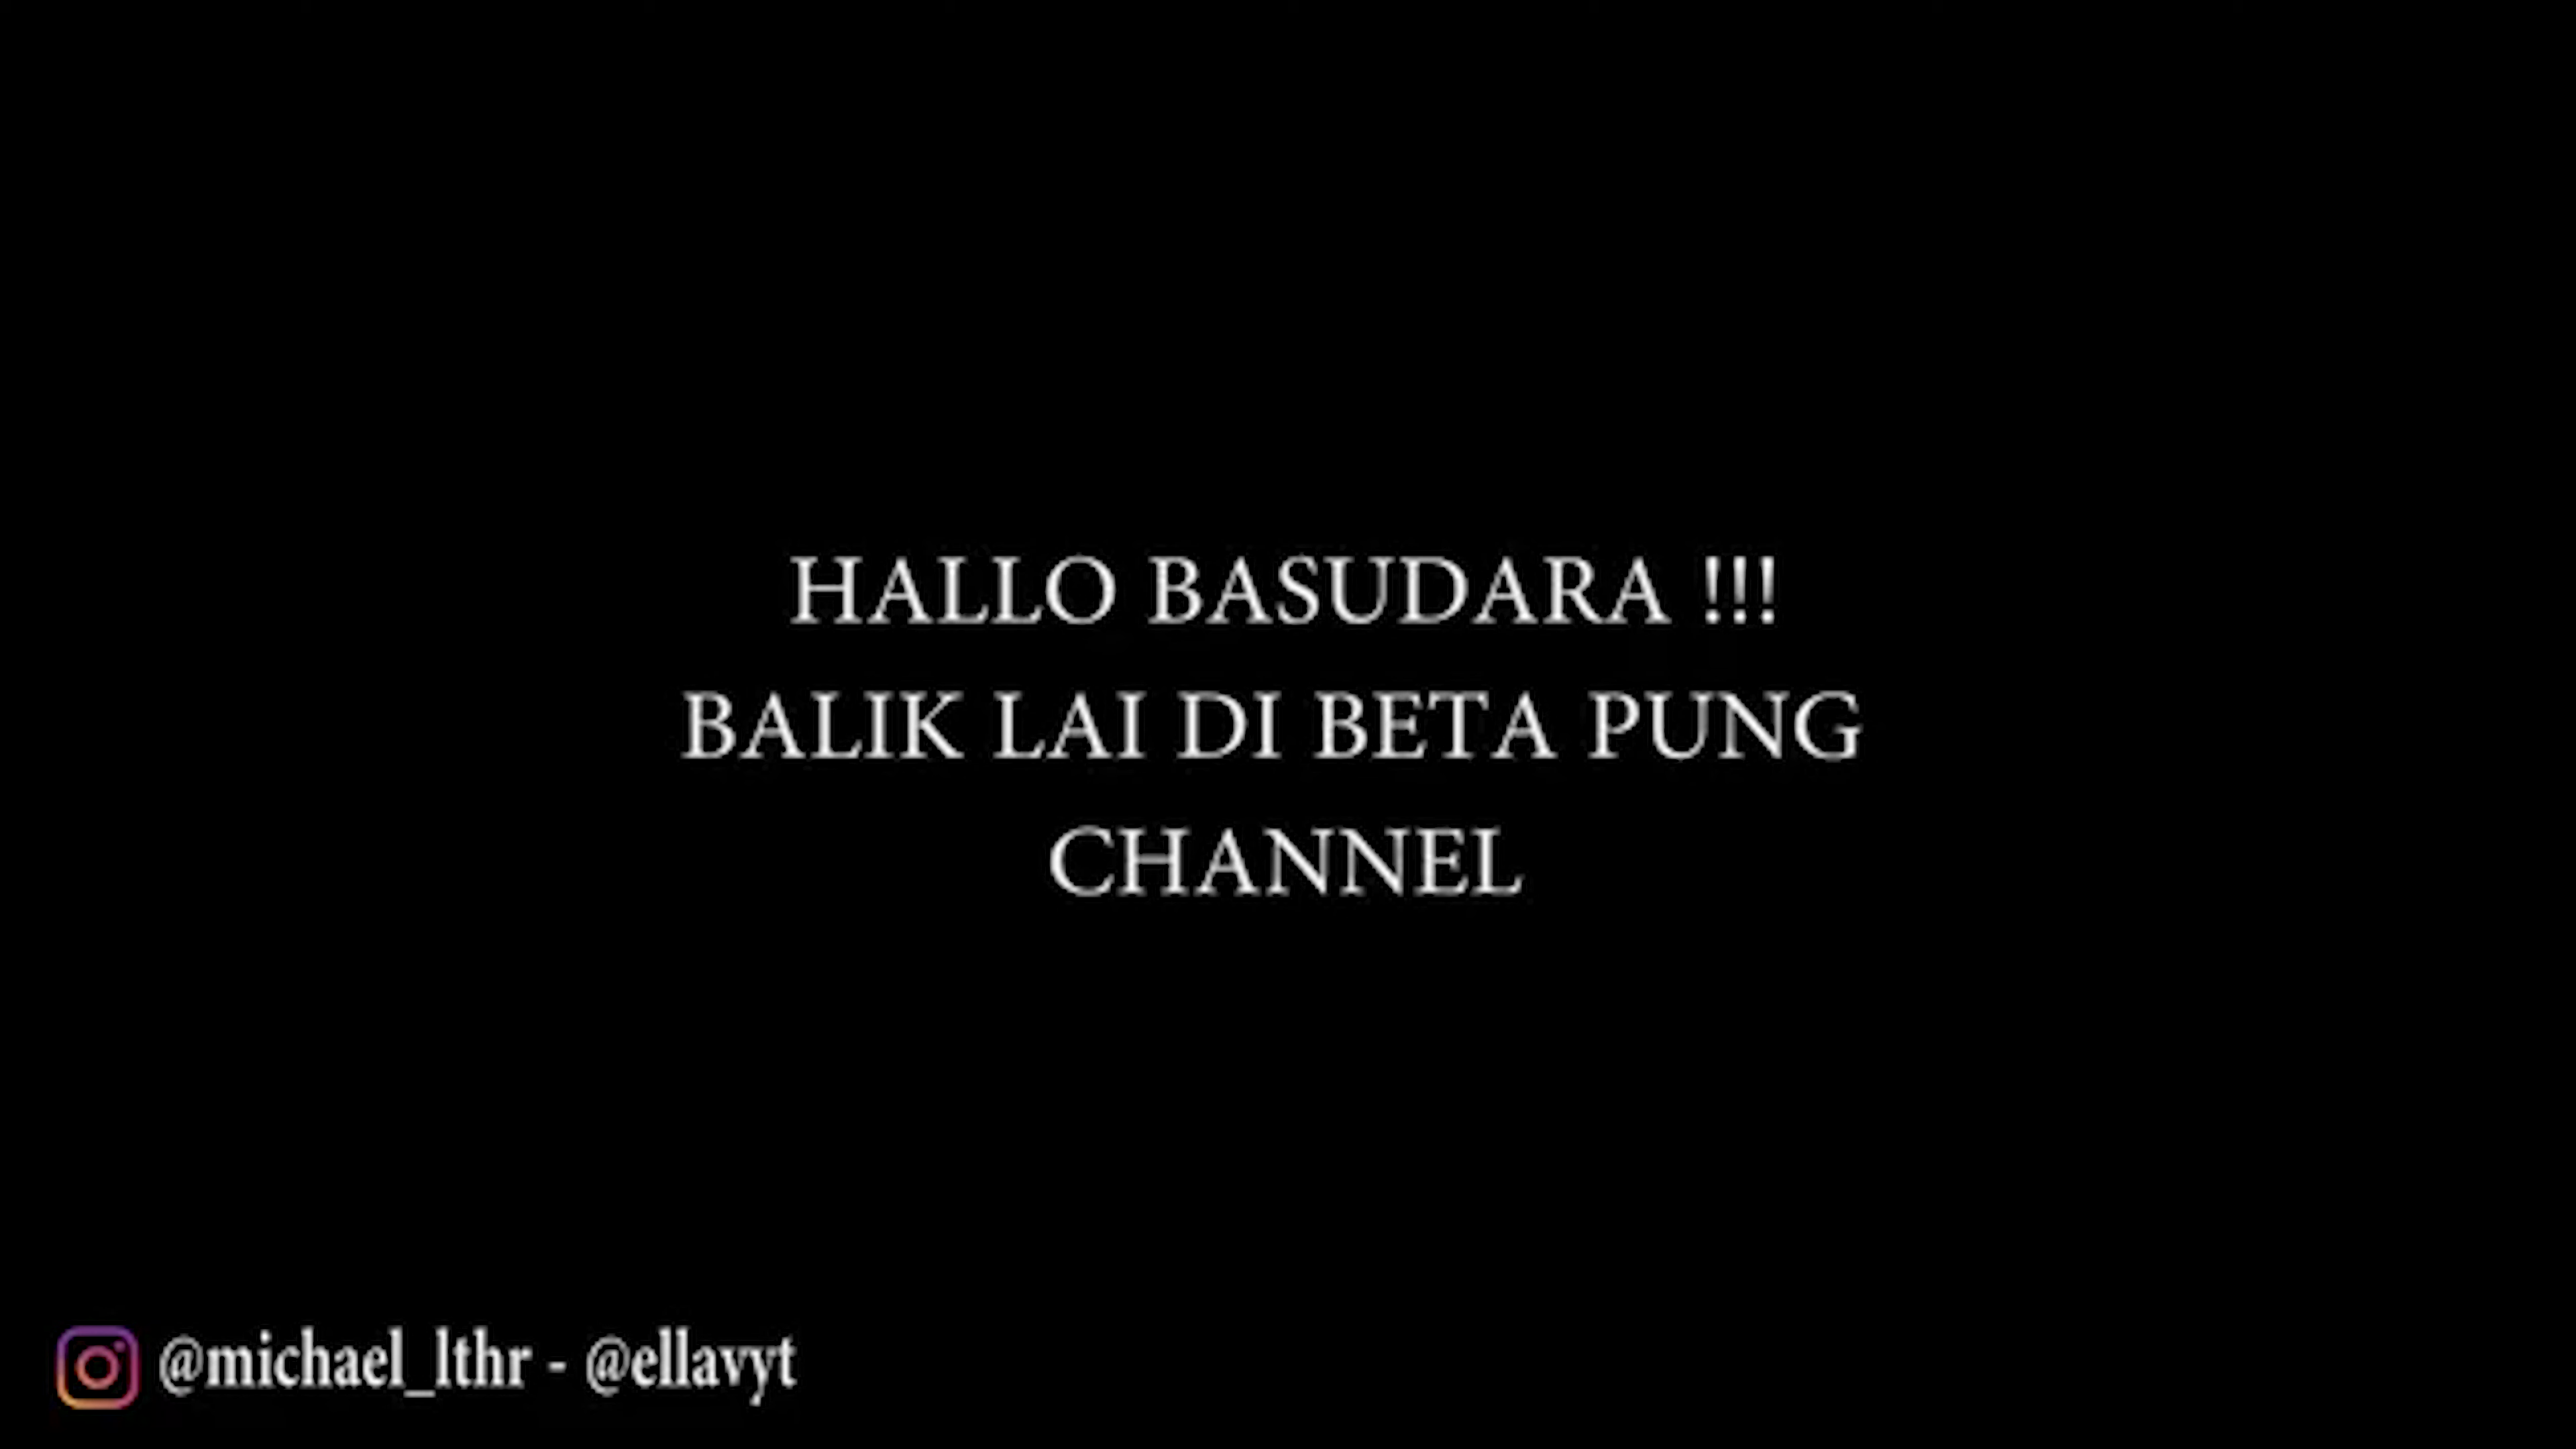 HALLO BASUDARA !!!
BALIK LAI DI BETA PUNG
CHANNEL
@michael_lthr - @ellavyt